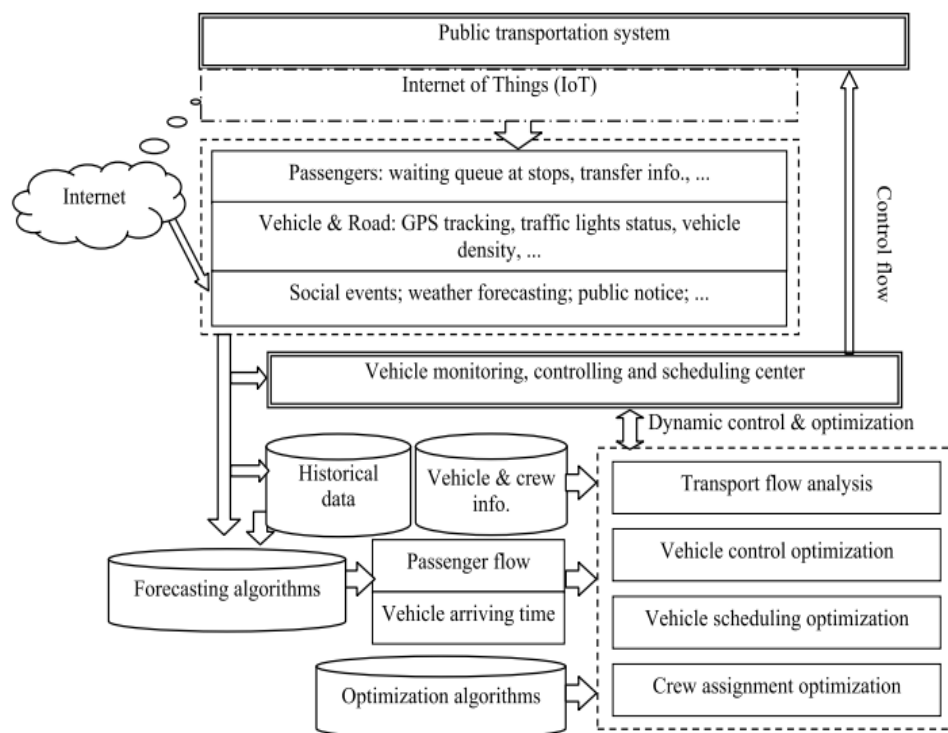 Public transportation system
Internet of Things (IoT)
Passengers: waiting queue at stops, transfer info., ...
Internet
Vehicle & Road: GPS tracking, traffic lights status, vehicle
density, ...
Social events; weather forecasting; public notice; ...
Control flow
Vehicle monitoring, controlling and scheduling center
Dynamic control & optimization
Historical
data
Vehicle & crew
info.
Transport flow analysis
Vehicle control optimization
Forecasting algorithms
Passenger flow
Vehicle arriving time
Vehicle scheduling optimization
Optimization algorithms
Crew assignment optimization